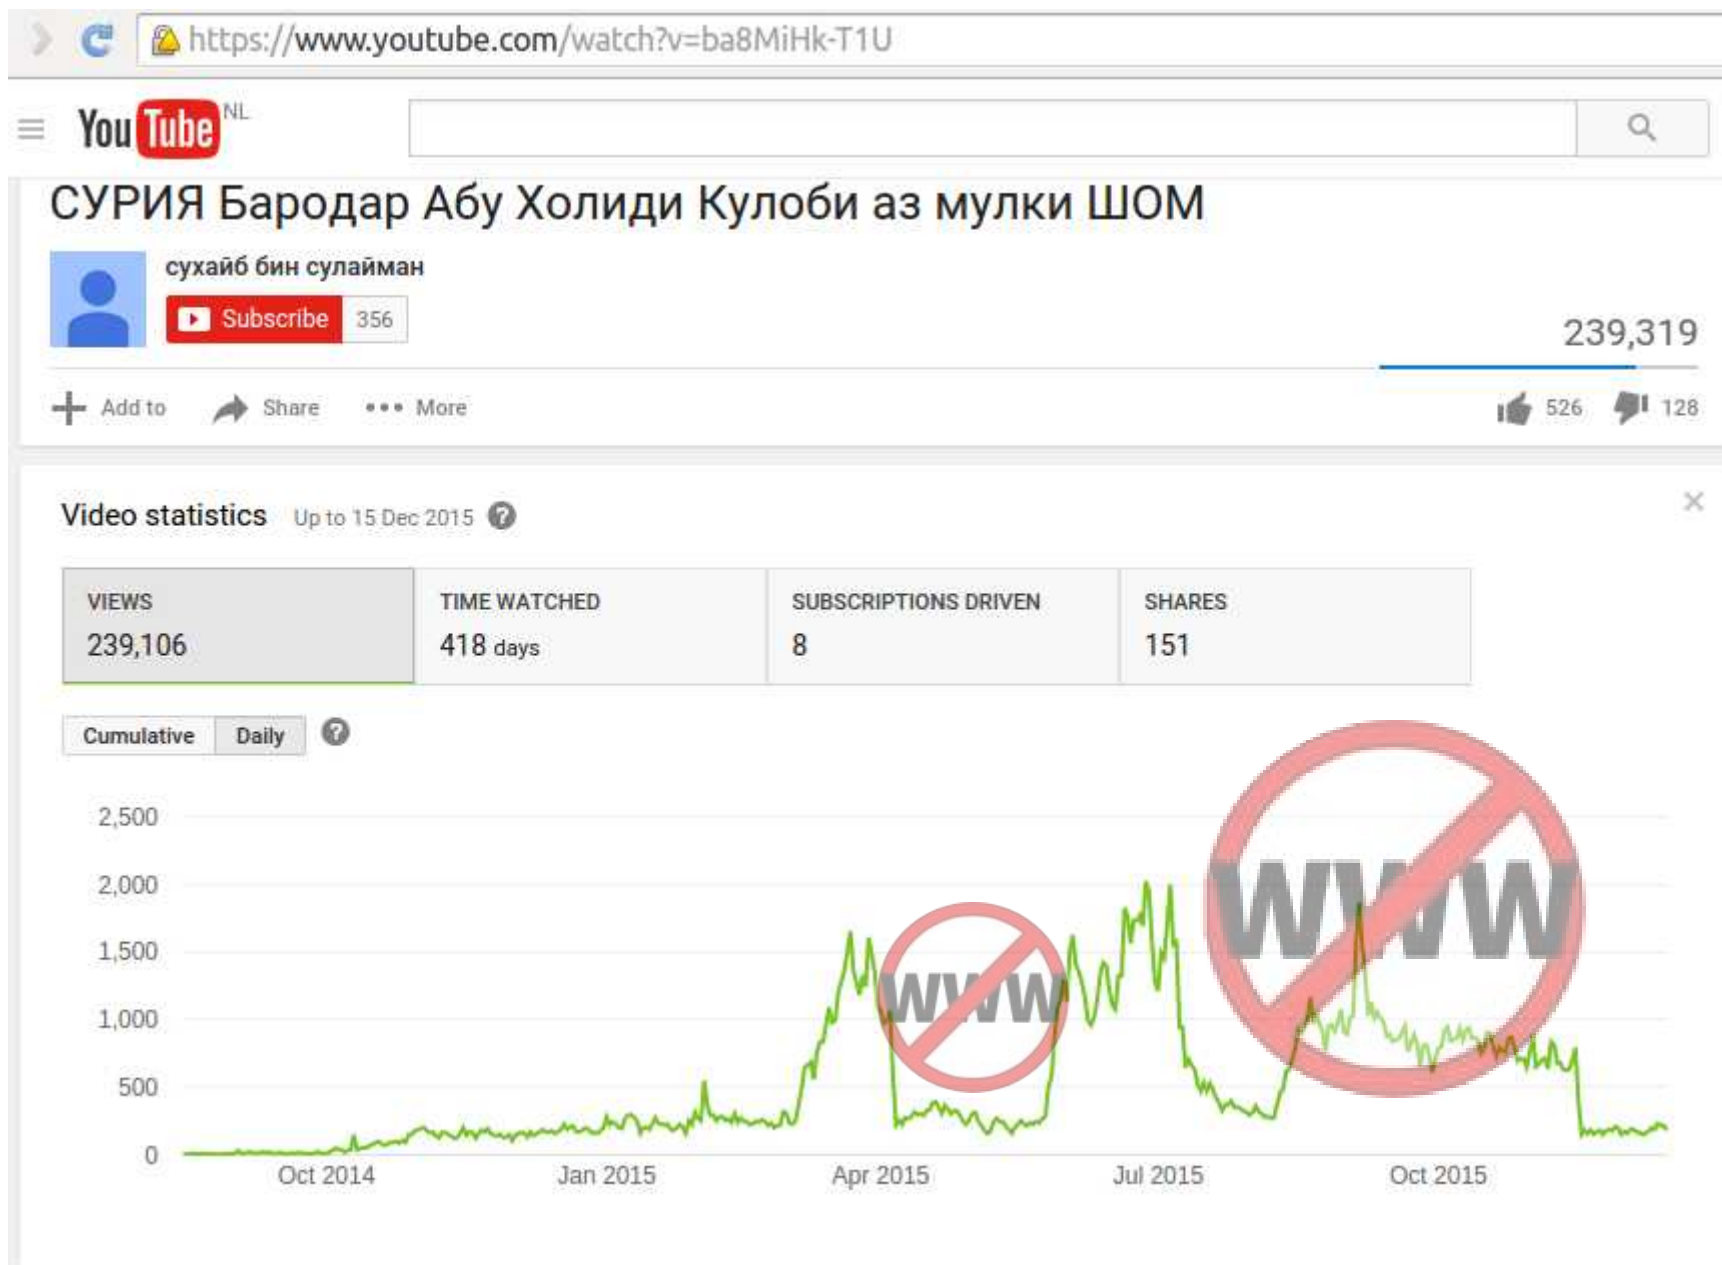 https://www.youtube.com/watch?v=ba8MiHk-T1U
YouTube NL
СУРИЯ Бародар Абу Холиди Кулоби аз мулки ШОМ
сухайб бин сулайман
Subscribe 356
239,319
Add to Share More 526 128
Video statistics Up to 15 Dec 2015 ?
VIEWS TIME WATCHED SUBSCRIPTIONS DRIVEN SHARES
239,106 418 days 8 151
Cumulative Daily ?
2,500
2,000
1,500
1,000
500
0
WWW
WWW
Oct 2014 Jan 2015 Apr 2015 Jul 2015 Oct 2015